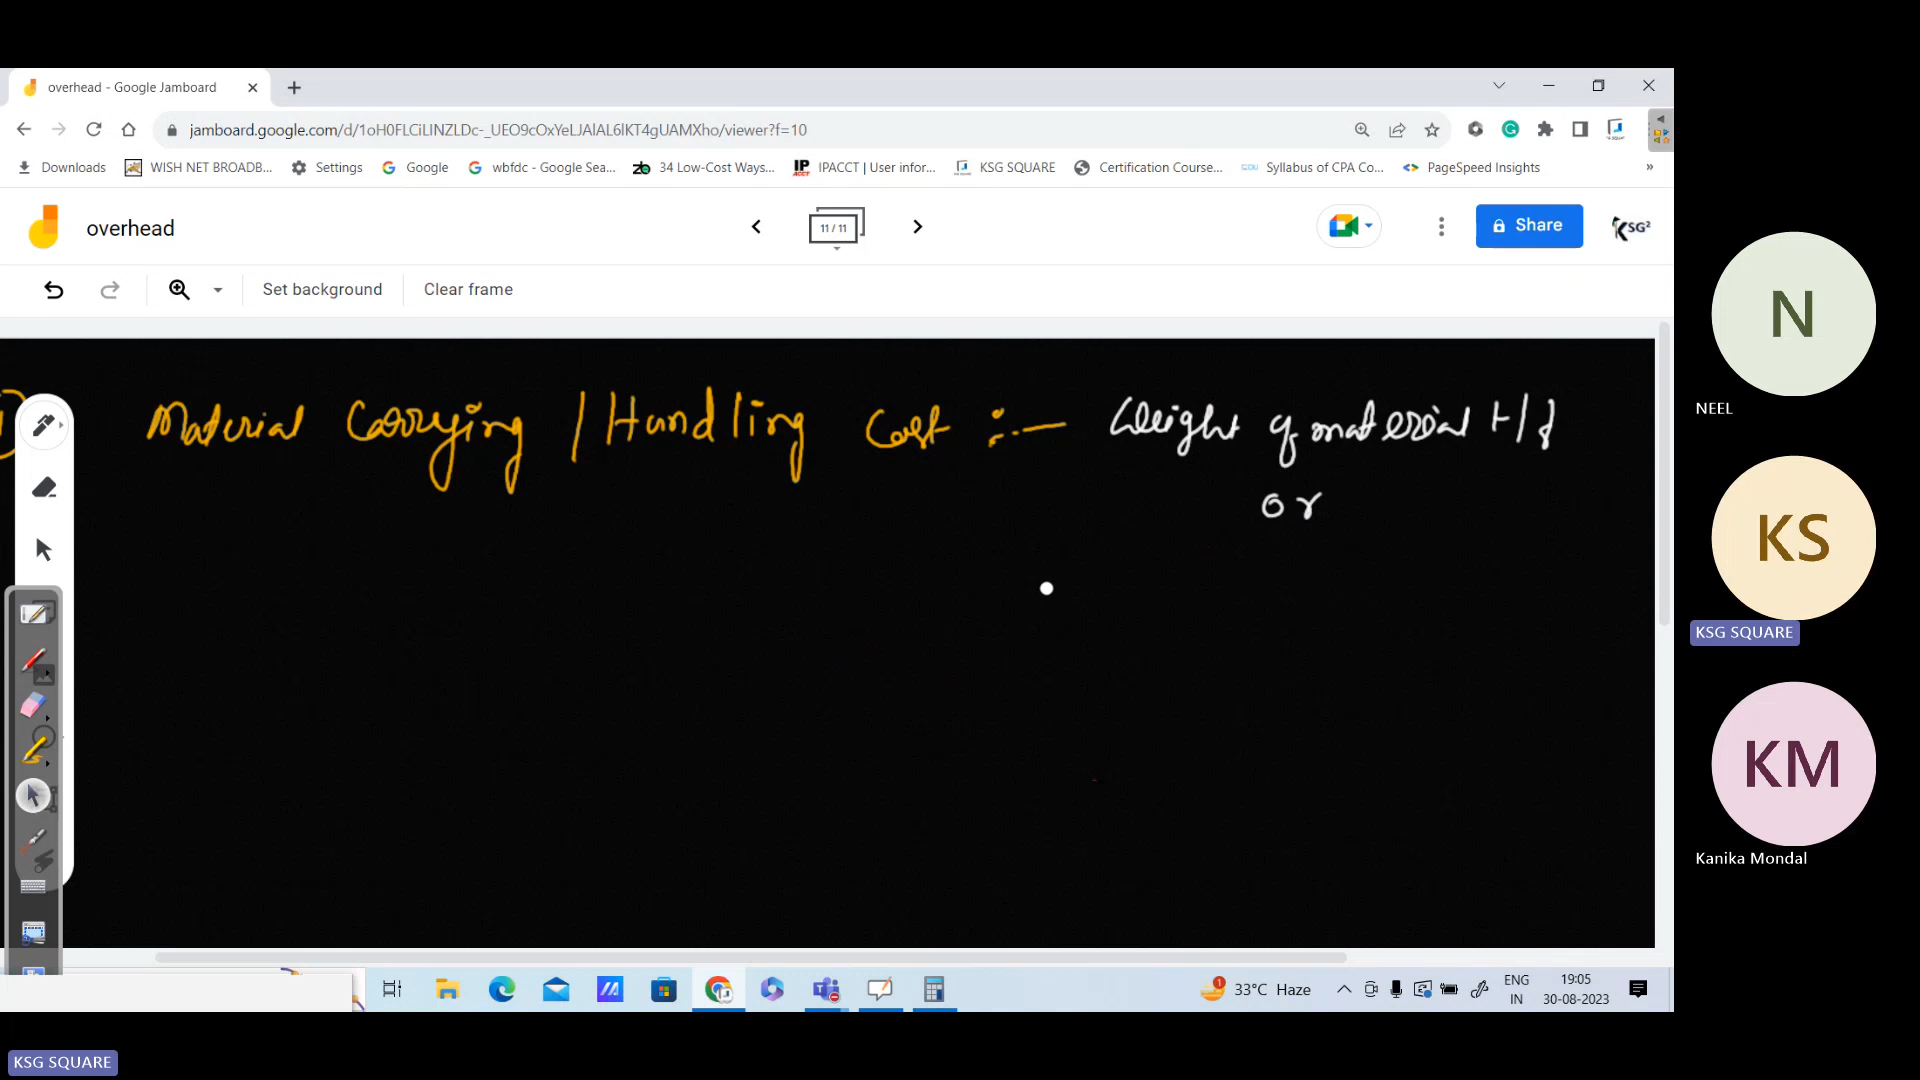 overhead - Google Jamboard
jamboard.google.com/d/1oH0FLCiLINZLDc-_UEO9cOxYeLJAlAL6lKT4gUAMXho/viewer?f=10
Downloads WISH NET BROADB... Settings Google wbfdc - Google Sea... 34 Low-Cost Ways... IPACCT | User infor... KSG SQUARE Certification Course... Syllabus of CPA Co... PageSpeed Insights »
overhead
11 / 11
Share
KSG²
Set background Clear frame
Material Carrying / Handling Cost :- Weight of material H/d
or
N
NEEL
KS
KSG SQUARE
KM
Kanika Mondal
1 33°C Haze
ENG
IN
19:05
30-08-2023
KSG SQUARE